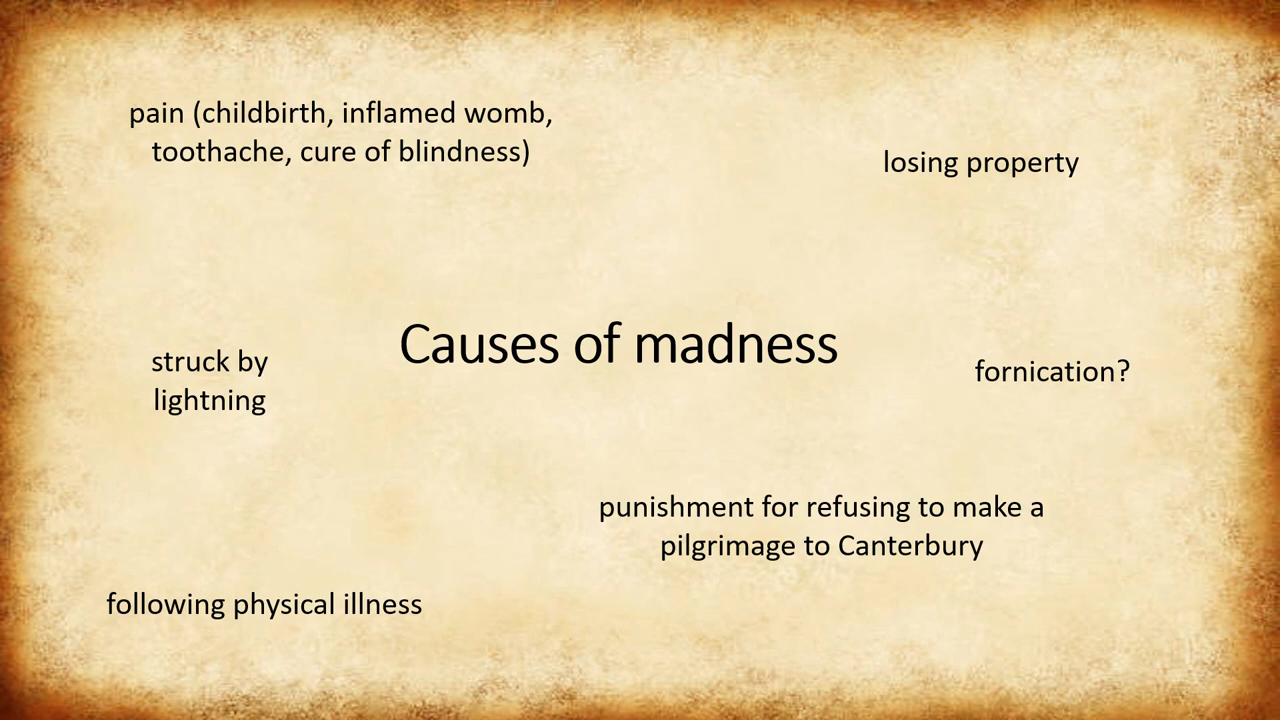 pain (childbirth, inflamed womb,
toothache, cure of blindness)
losing property
Causes of madness
struck by
lightning
fornication?
punishment for refusing to make a
pilgrimage to Canterbury
following physical illness